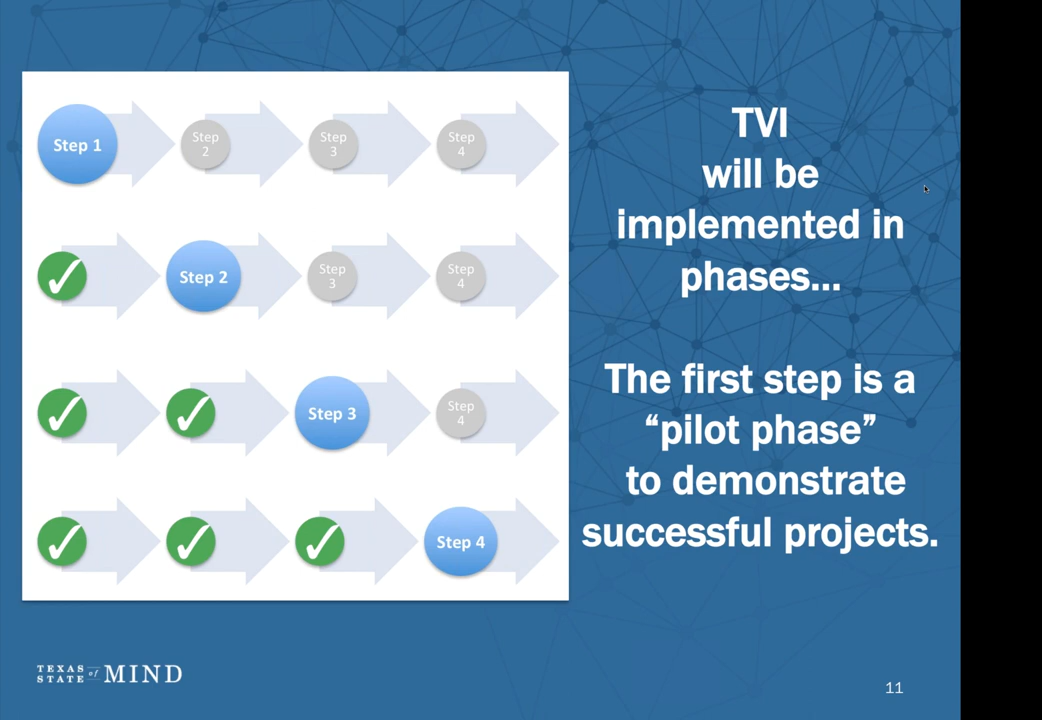 Step 1
Step
2
Step
3
Step
4
Step 2
Step
3
Step
4
Step 3
Step
4
Step 4
TVI
will be
implemented in
phases...
The first step is a
“pilot phase”
to demonstrate
successful projects.
TEXAS
STATE of MIND
11